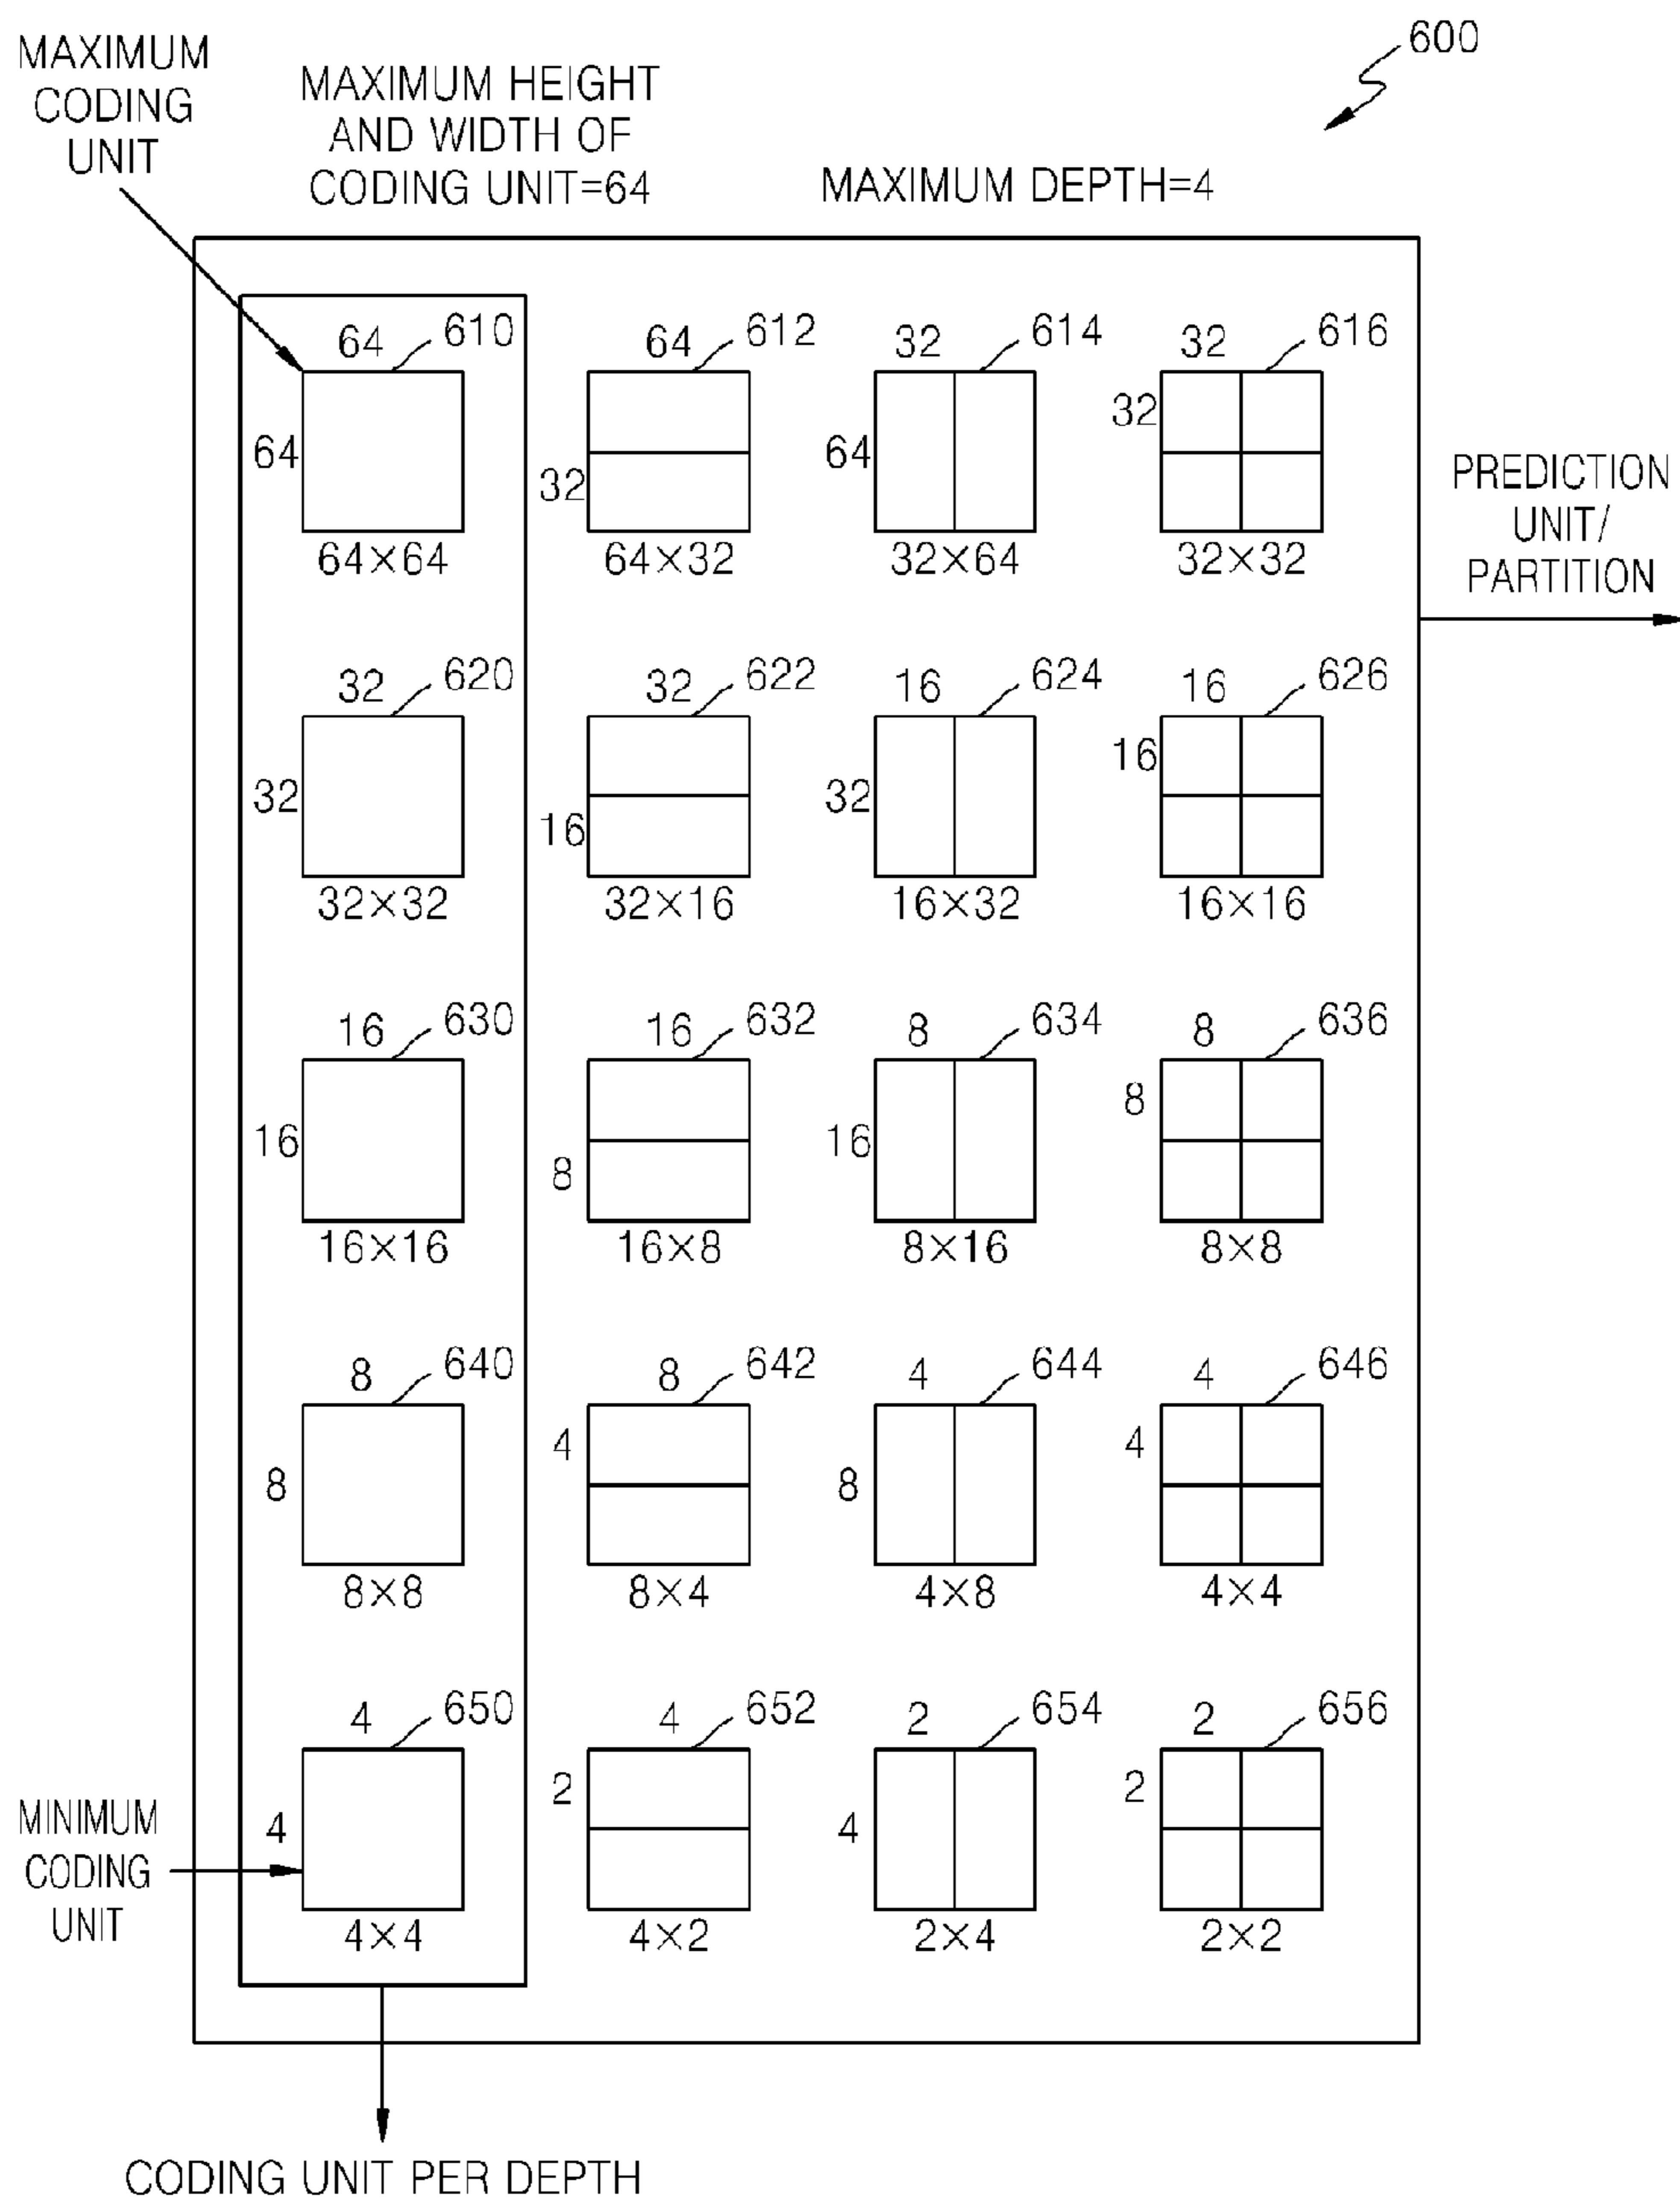 600
MAXIMUM
CODING
UNIT
MAXIMUM HEIGHT
AND WIDTH OF
CODING UNIT=64
MAXIMUM DEPTH=4
64 610 64 612 32 614 32 616
64 32 64 32
64×64 64×32 32×64 32×32
PREDICTION
UNIT/
PARTITION
32 620 32 622 16 624 16 626
32 16 32 16
32×32 32×16 16×32 16×16
16 630 16 632 8 634 8 636
16 8 16 8
16×16 16×8 8×16 8×8
8 640 8 642 4 644 4 646
8 4 8 4
8×8 8×4 4×8 4×4
4 650 4 652 2 654 2 656
4 2 4 2
4×4 4×2 2×4 2×2
MINIMUM
CODING
UNIT
CODING UNIT PER DEPTH